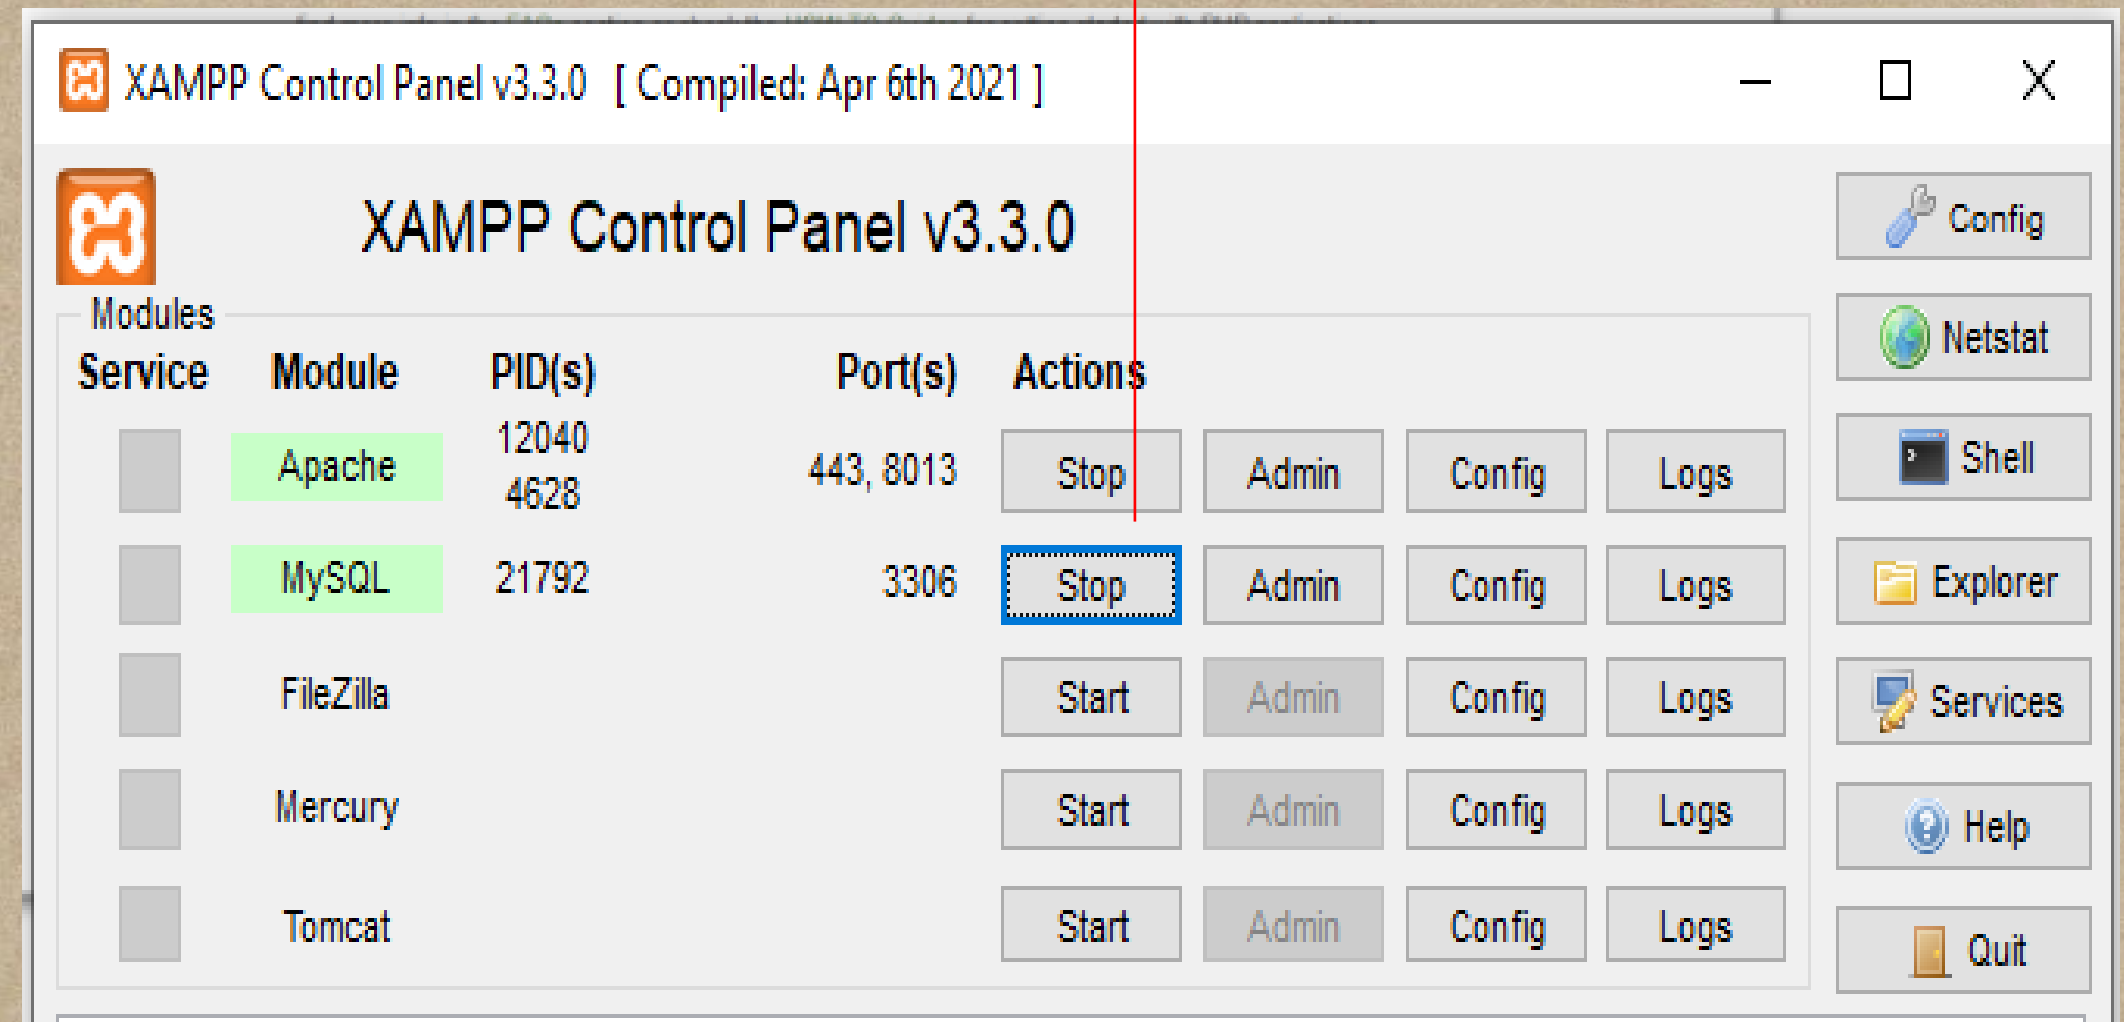 XAMPP Control Panel v3.3.0 [ Compiled: Apr 6th 2021 ]
XAMPP Control Panel v3.3.0
Config
Netstat
Shell
Explorer
Services
Help
Quit
Modules
Service Module PID(s) Port(s) Actions
Apache 12040 4628 443, 8013 Stop Admin Config Logs
MySQL 21792 3306 Stop Admin Config Logs
FileZilla Start Admin Config Logs
Mercury Start Admin Config Logs
Tomcat Start Admin Config Logs